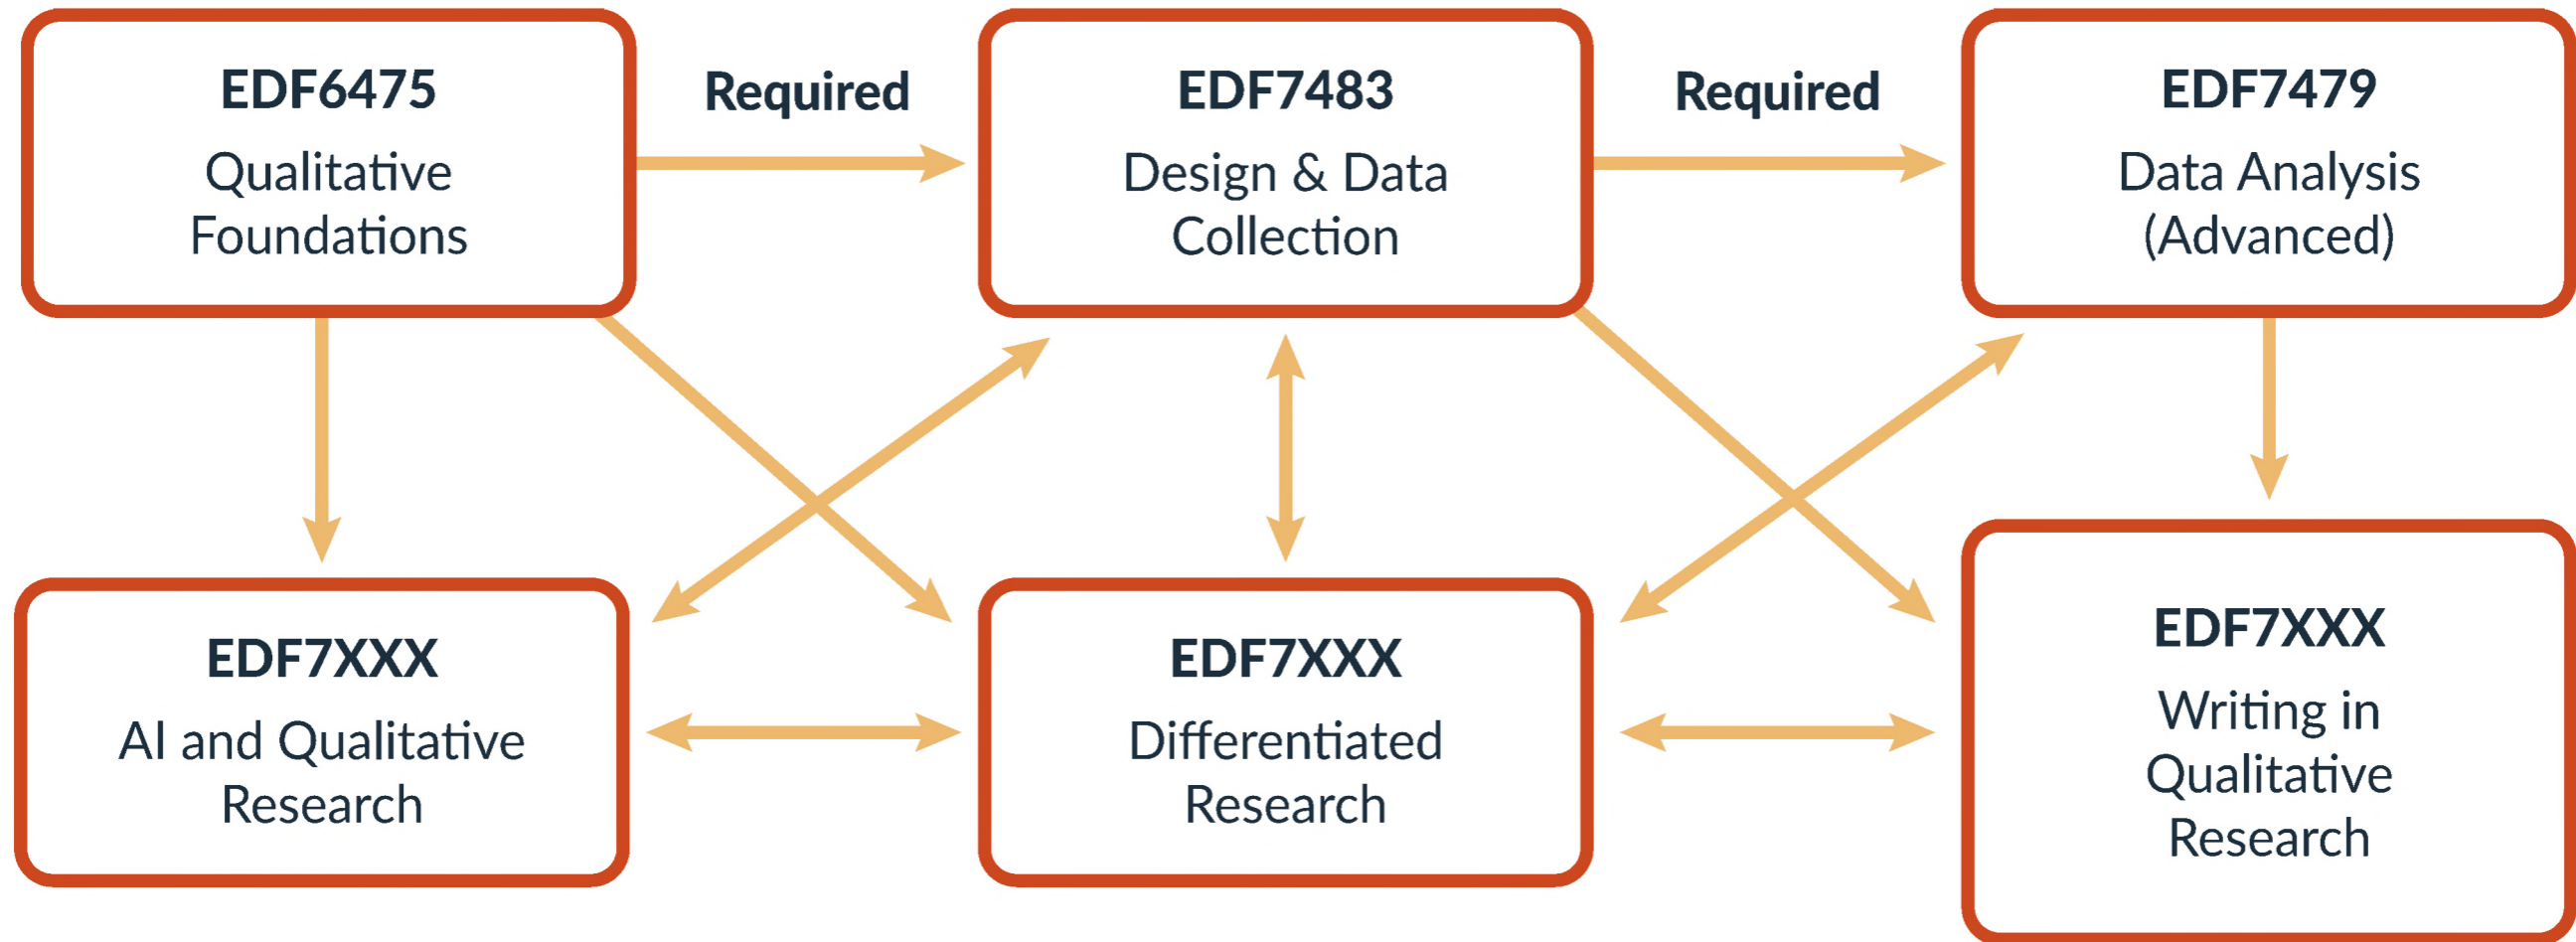 EDF6475
Qualitative
Foundations
Required
EDF7483
Design & Data
Collection
Required
EDF7479
Data Analysis
(Advanced)
EDF7XXX
AI and Qualitative
Research
EDF7XXX
Differentiated
Research
EDF7XXX
Writing in
Qualitative
Research